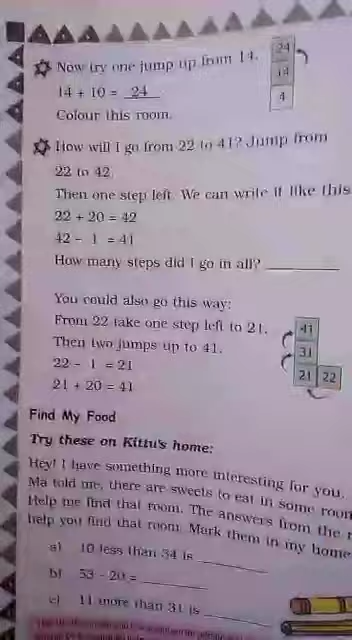 24
Now try one jump up from 14.
14
14 + 10 = 24
4
Colour this room.
How will I go from 22 to 41? Jump from
22 to 42.
Then one step left. We can write it like this
22 + 20 = 42
42 - 1 = 41
How many steps did I go in all? ________
You could also go this way:
From 22 take one step left to 21.
41
Then two jumps up to 41.
31
22 - 1 = 21
21 22
21 + 20 = 41
Find My Food
Try these on Kittu's home:
Hey! I have something more interesting for you.
Ma told me, there are sweets to eat in some room
Help me find that room. The answers from the
help you find that room. Mark them in my home
a) 10 less than 34 is ________
b) 53 - 20 = ________
c) 11 more than 31 is ________